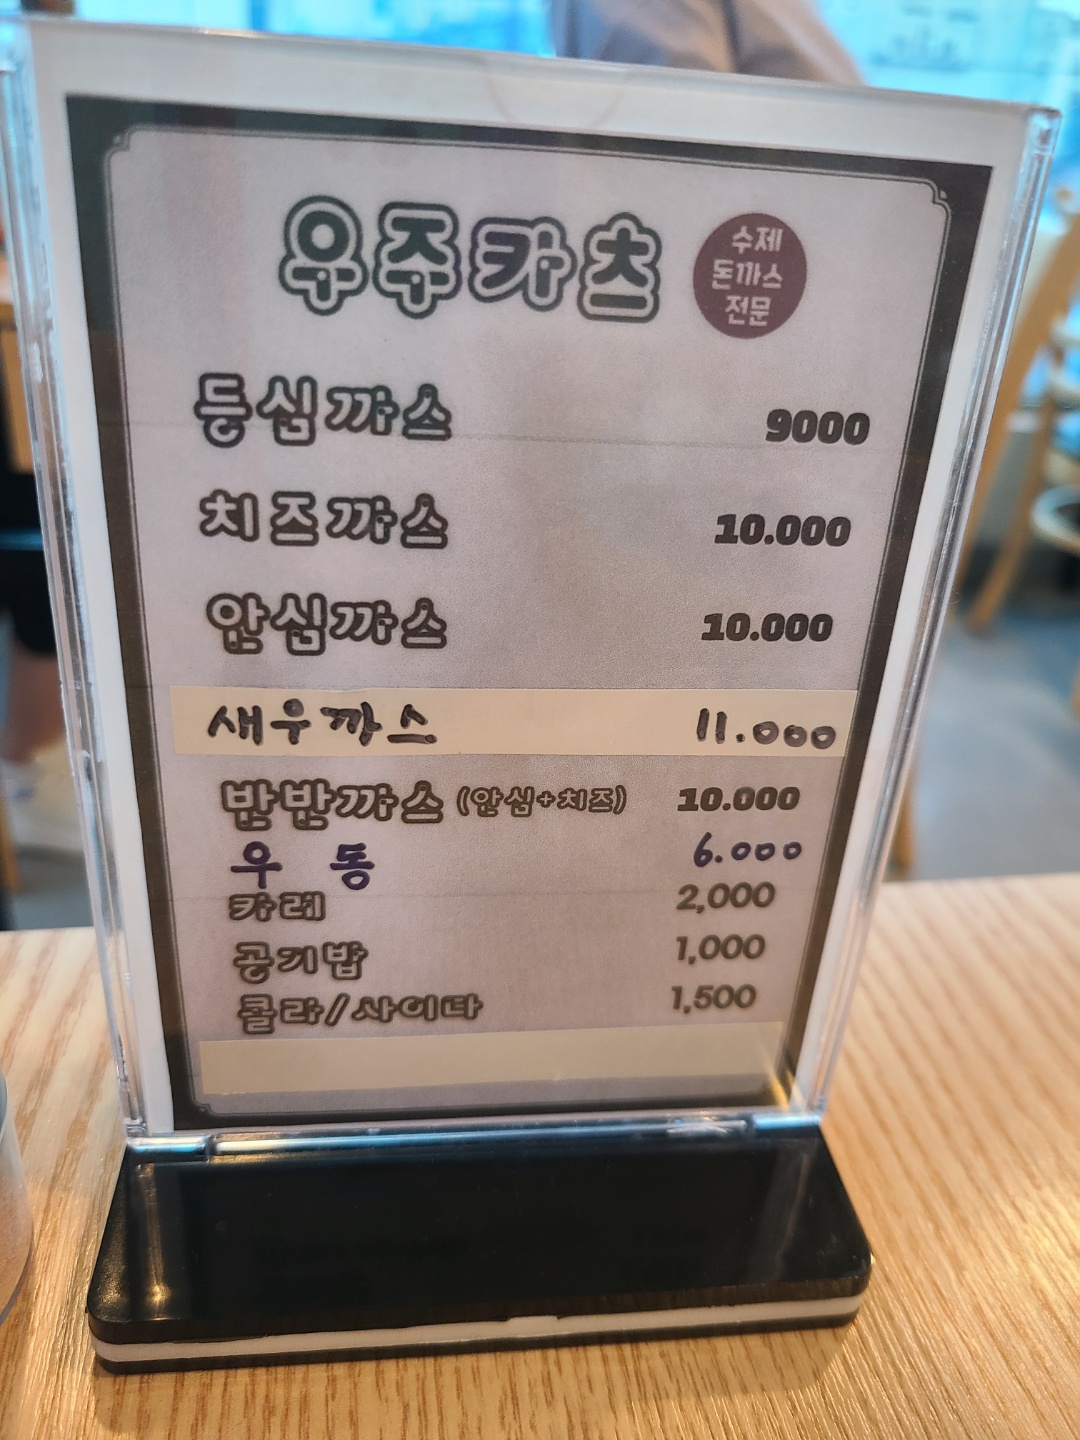 우주카츠
수제
돈까스
전문
등심까스 9000
치즈까스 10.000
안심까스 10.000
새우까스 11.000
반반까스 (안심+치즈) 10.000
우 동 6.000
카레 2,000
공기밥 1,000
콜라/사이다 1,500